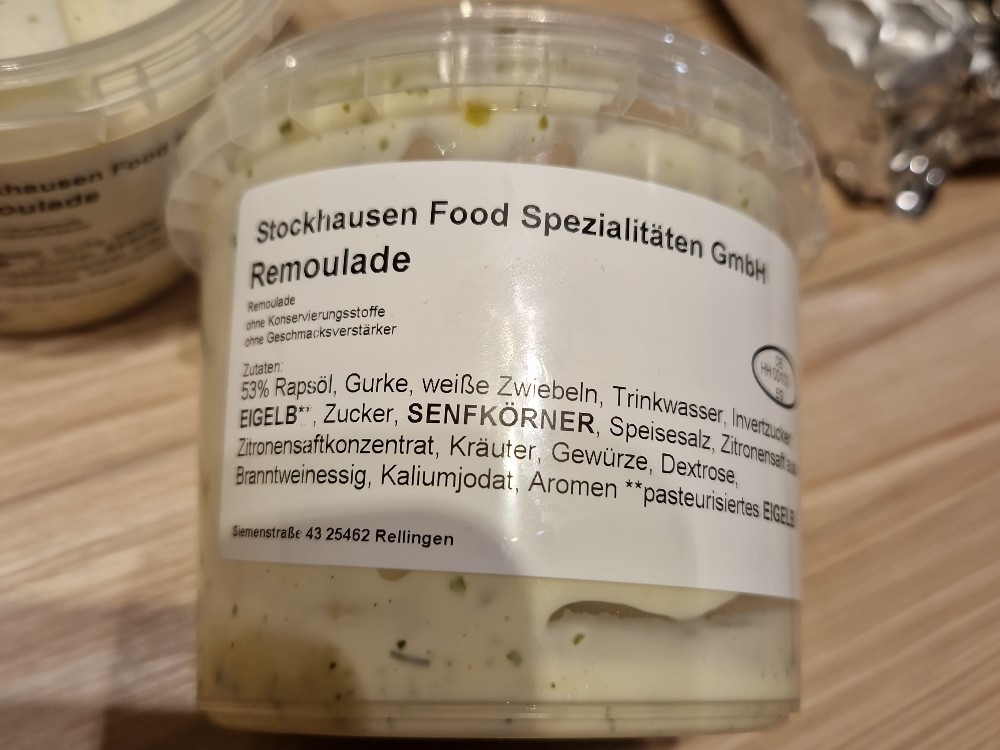 Stockhausen Food Spezialitäten GmbH
Remoulade
Remoulade
ohne Konservierungsstoffe
ohne Geschmacksverstärker
Zutaten:
53% Rapsöl, Gurke, weiße Zwiebeln, Trinkwasser, Invertzucker
EIGELB**, Zucker, SENFKÖRNER, Speisesalz, Zitronensaft aus
Zitronensaftkonzentrat, Kräuter, Gewürze, Dextrose,
Branntweinessig, Kaliumjodat, Aromen **pasteurisiertes EIGELB
Siemenstraße 43 25462 Rellingen
khausen Food
oulade